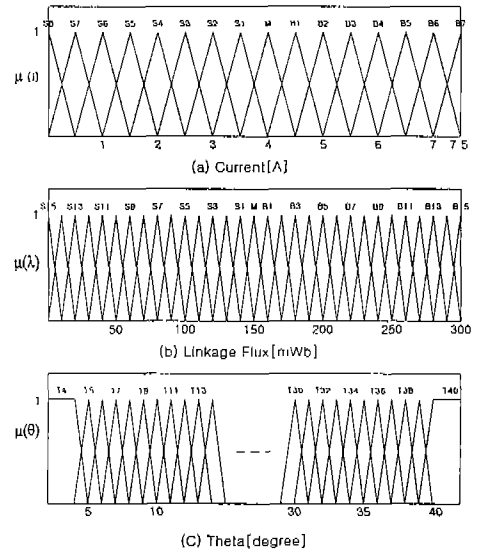 S8 S7 S6 S5 S4 S3 S2 S1 M B1 B2 B3 B4 B5 B6 B7
1
μ(i)
1 2 3 4 5 6 7 7.5
(a) Current[A]
S15 S13 S11 S9 S7 S5 S3 S1 M B1 B3 B5 B7 B9 B11 B13 B15
1
μ(λ)
50 100 150 200 250 300
(b) Linkage Flux[mWb]
T4 T6 T7 T9 T11 T13 T30 T32 T34 T36 T38 T40
1
μ(θ)
5 10 30 35 40
(C) Theta[degree]